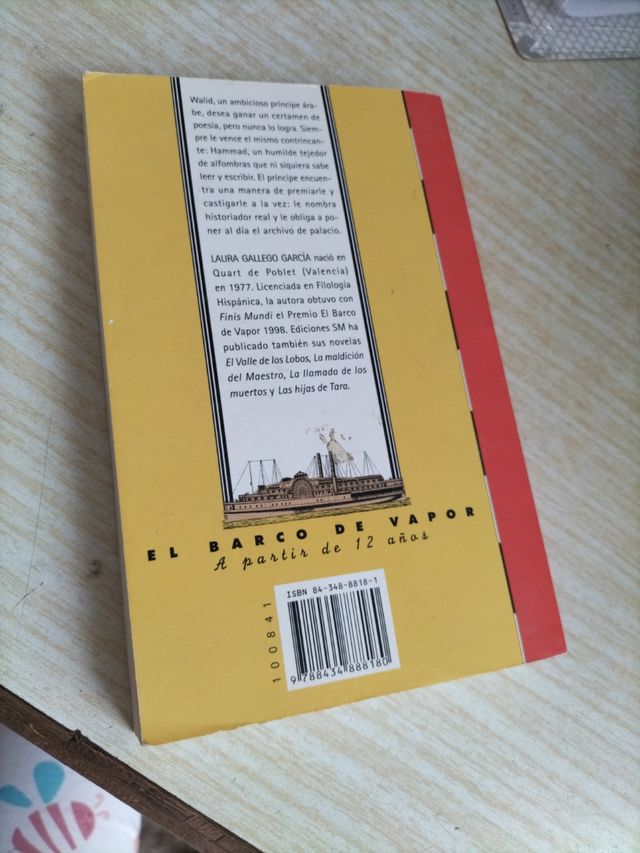 Walid, un ambicioso príncipe ára-
be, desea ganar un certamen de
poesía, pero nunca lo logra. Siem-
pre le vence el mismo contrincan-
te: Hammad, un humilde tejedor
de alfombras que ni siquiera sabe
leer y escribir. El príncipe encuen-
tra una manera de premiarle y
castigarle a la vez: le nombra
historiador real y le obliga a po-
ner al día el archivo de palacio.
LAURA GALLEGO GARCÍA nació en
Quart de Poblet (Valencia)
en 1977. Licenciada en Filología
Hispánica, la autora obtuvo con
Finis Mundi el Premio El Barco
de Vapor 1998. Ediciones SM ha
publicado también sus novelas
El Valle de los Lobos, La maldición
del Maestro, La llamada de los
muertos y Las hijas de Tara.
EL BARCO DE VAPOR
A partir de 12 años
ISBN 84-348-8818-1
9 788434 888180
100841